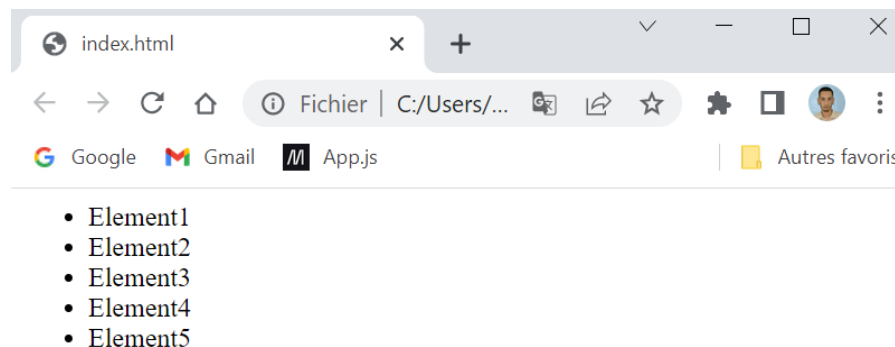 index.html
Fichier | C:/Users/...
Google Gmail M App.js Autres favoris
• Element1
• Element2
• Element3
• Element4
• Element5